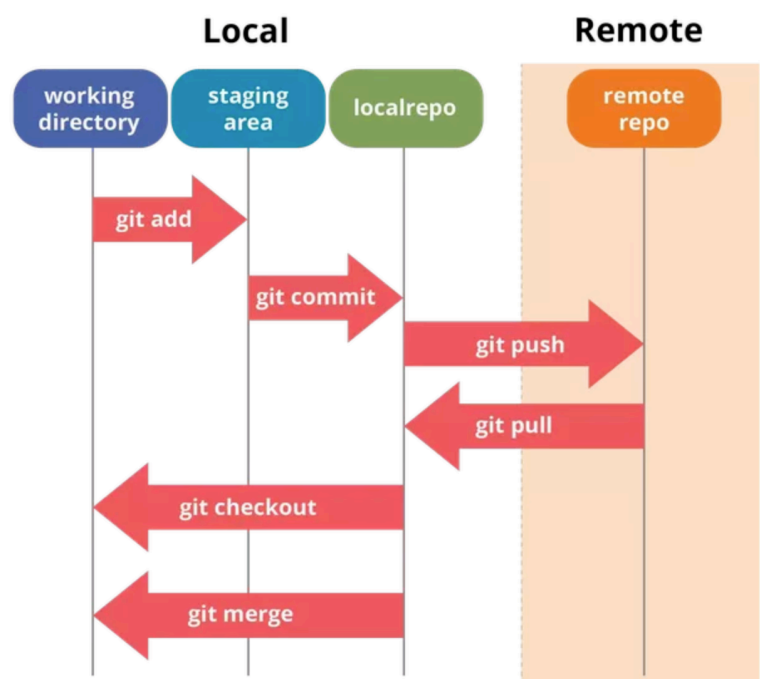 Local
Remote
working
directory
staging
area
localrepo
remote
repo
git add
git commit
git push
git pull
git checkout
git merge